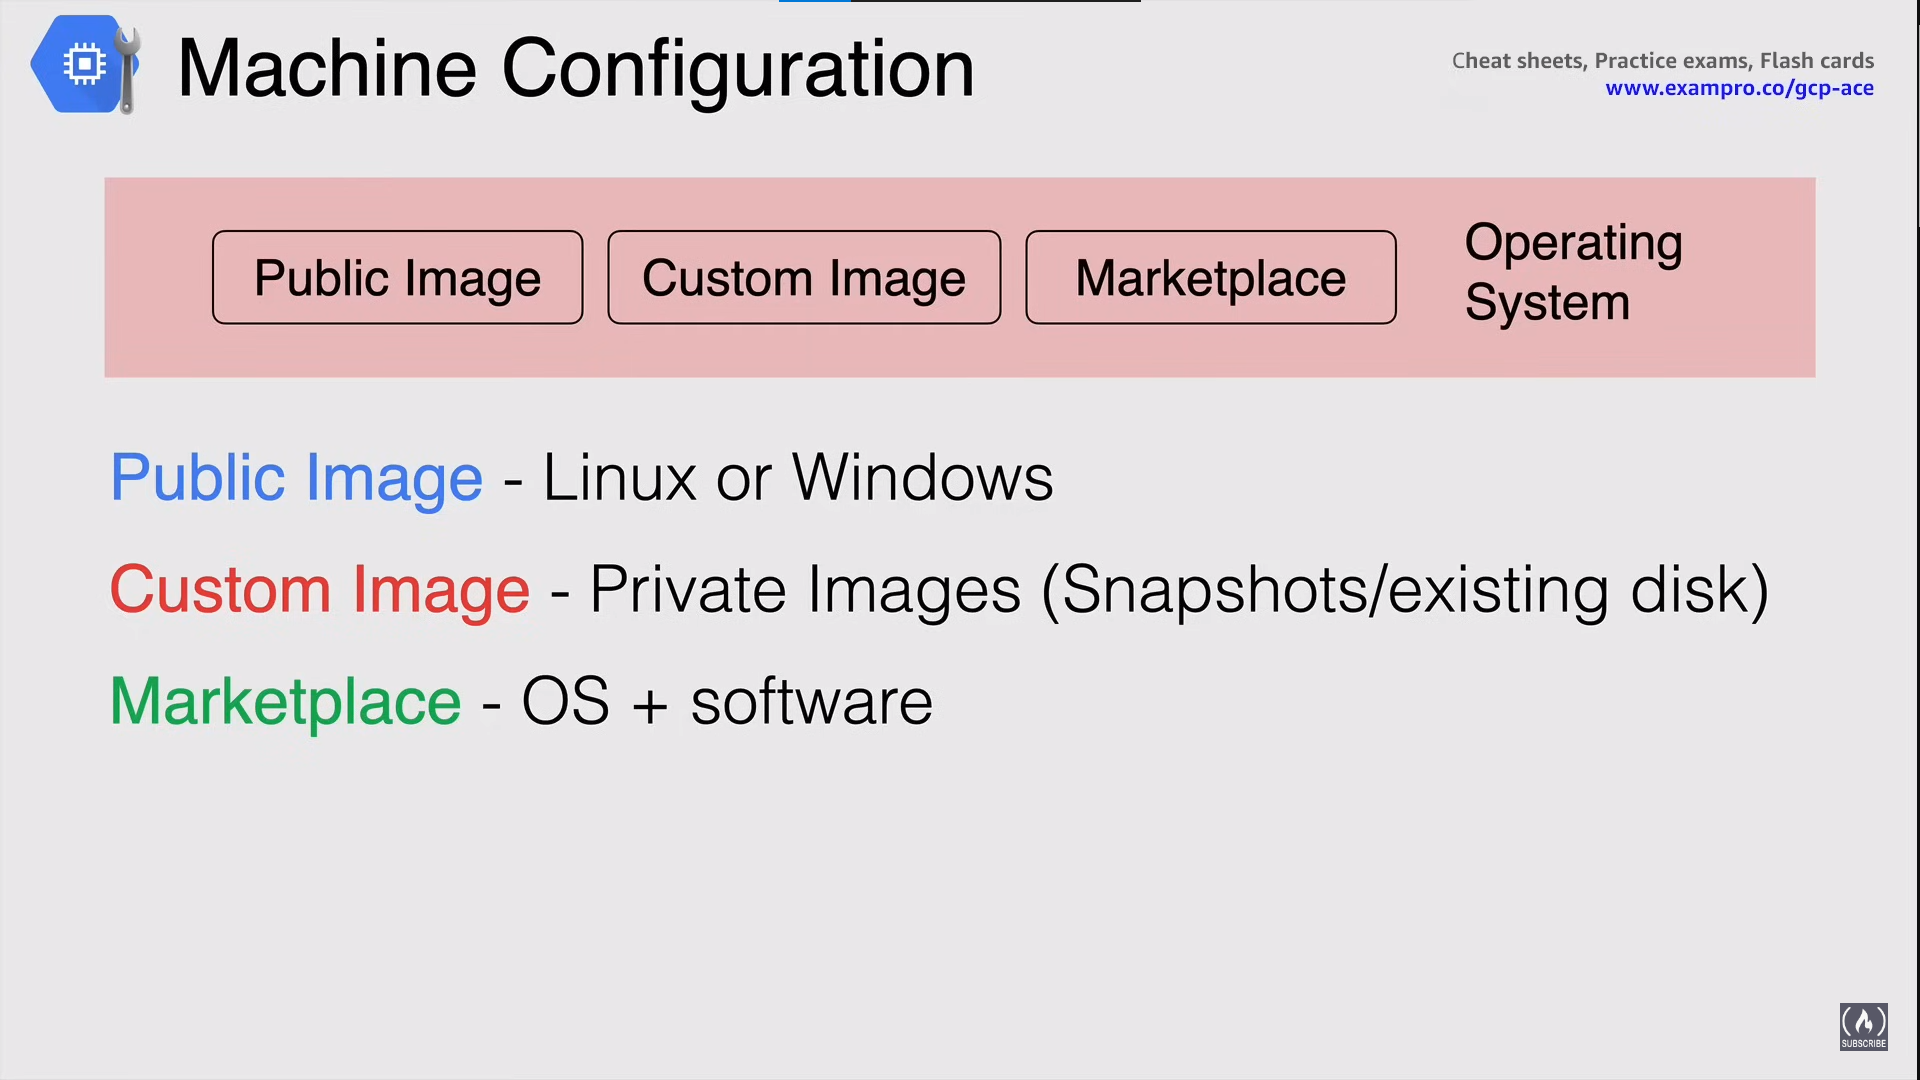 Machine Configuration
Cheat sheets, Practice exams, Flash cards
www.exampro.co/gcp-ace
Public Image
Custom Image
Marketplace
Operating
System
Public Image - Linux or Windows
Custom Image - Private Images (Snapshots/existing disk)
Marketplace - OS + software
SUBSCRIBE